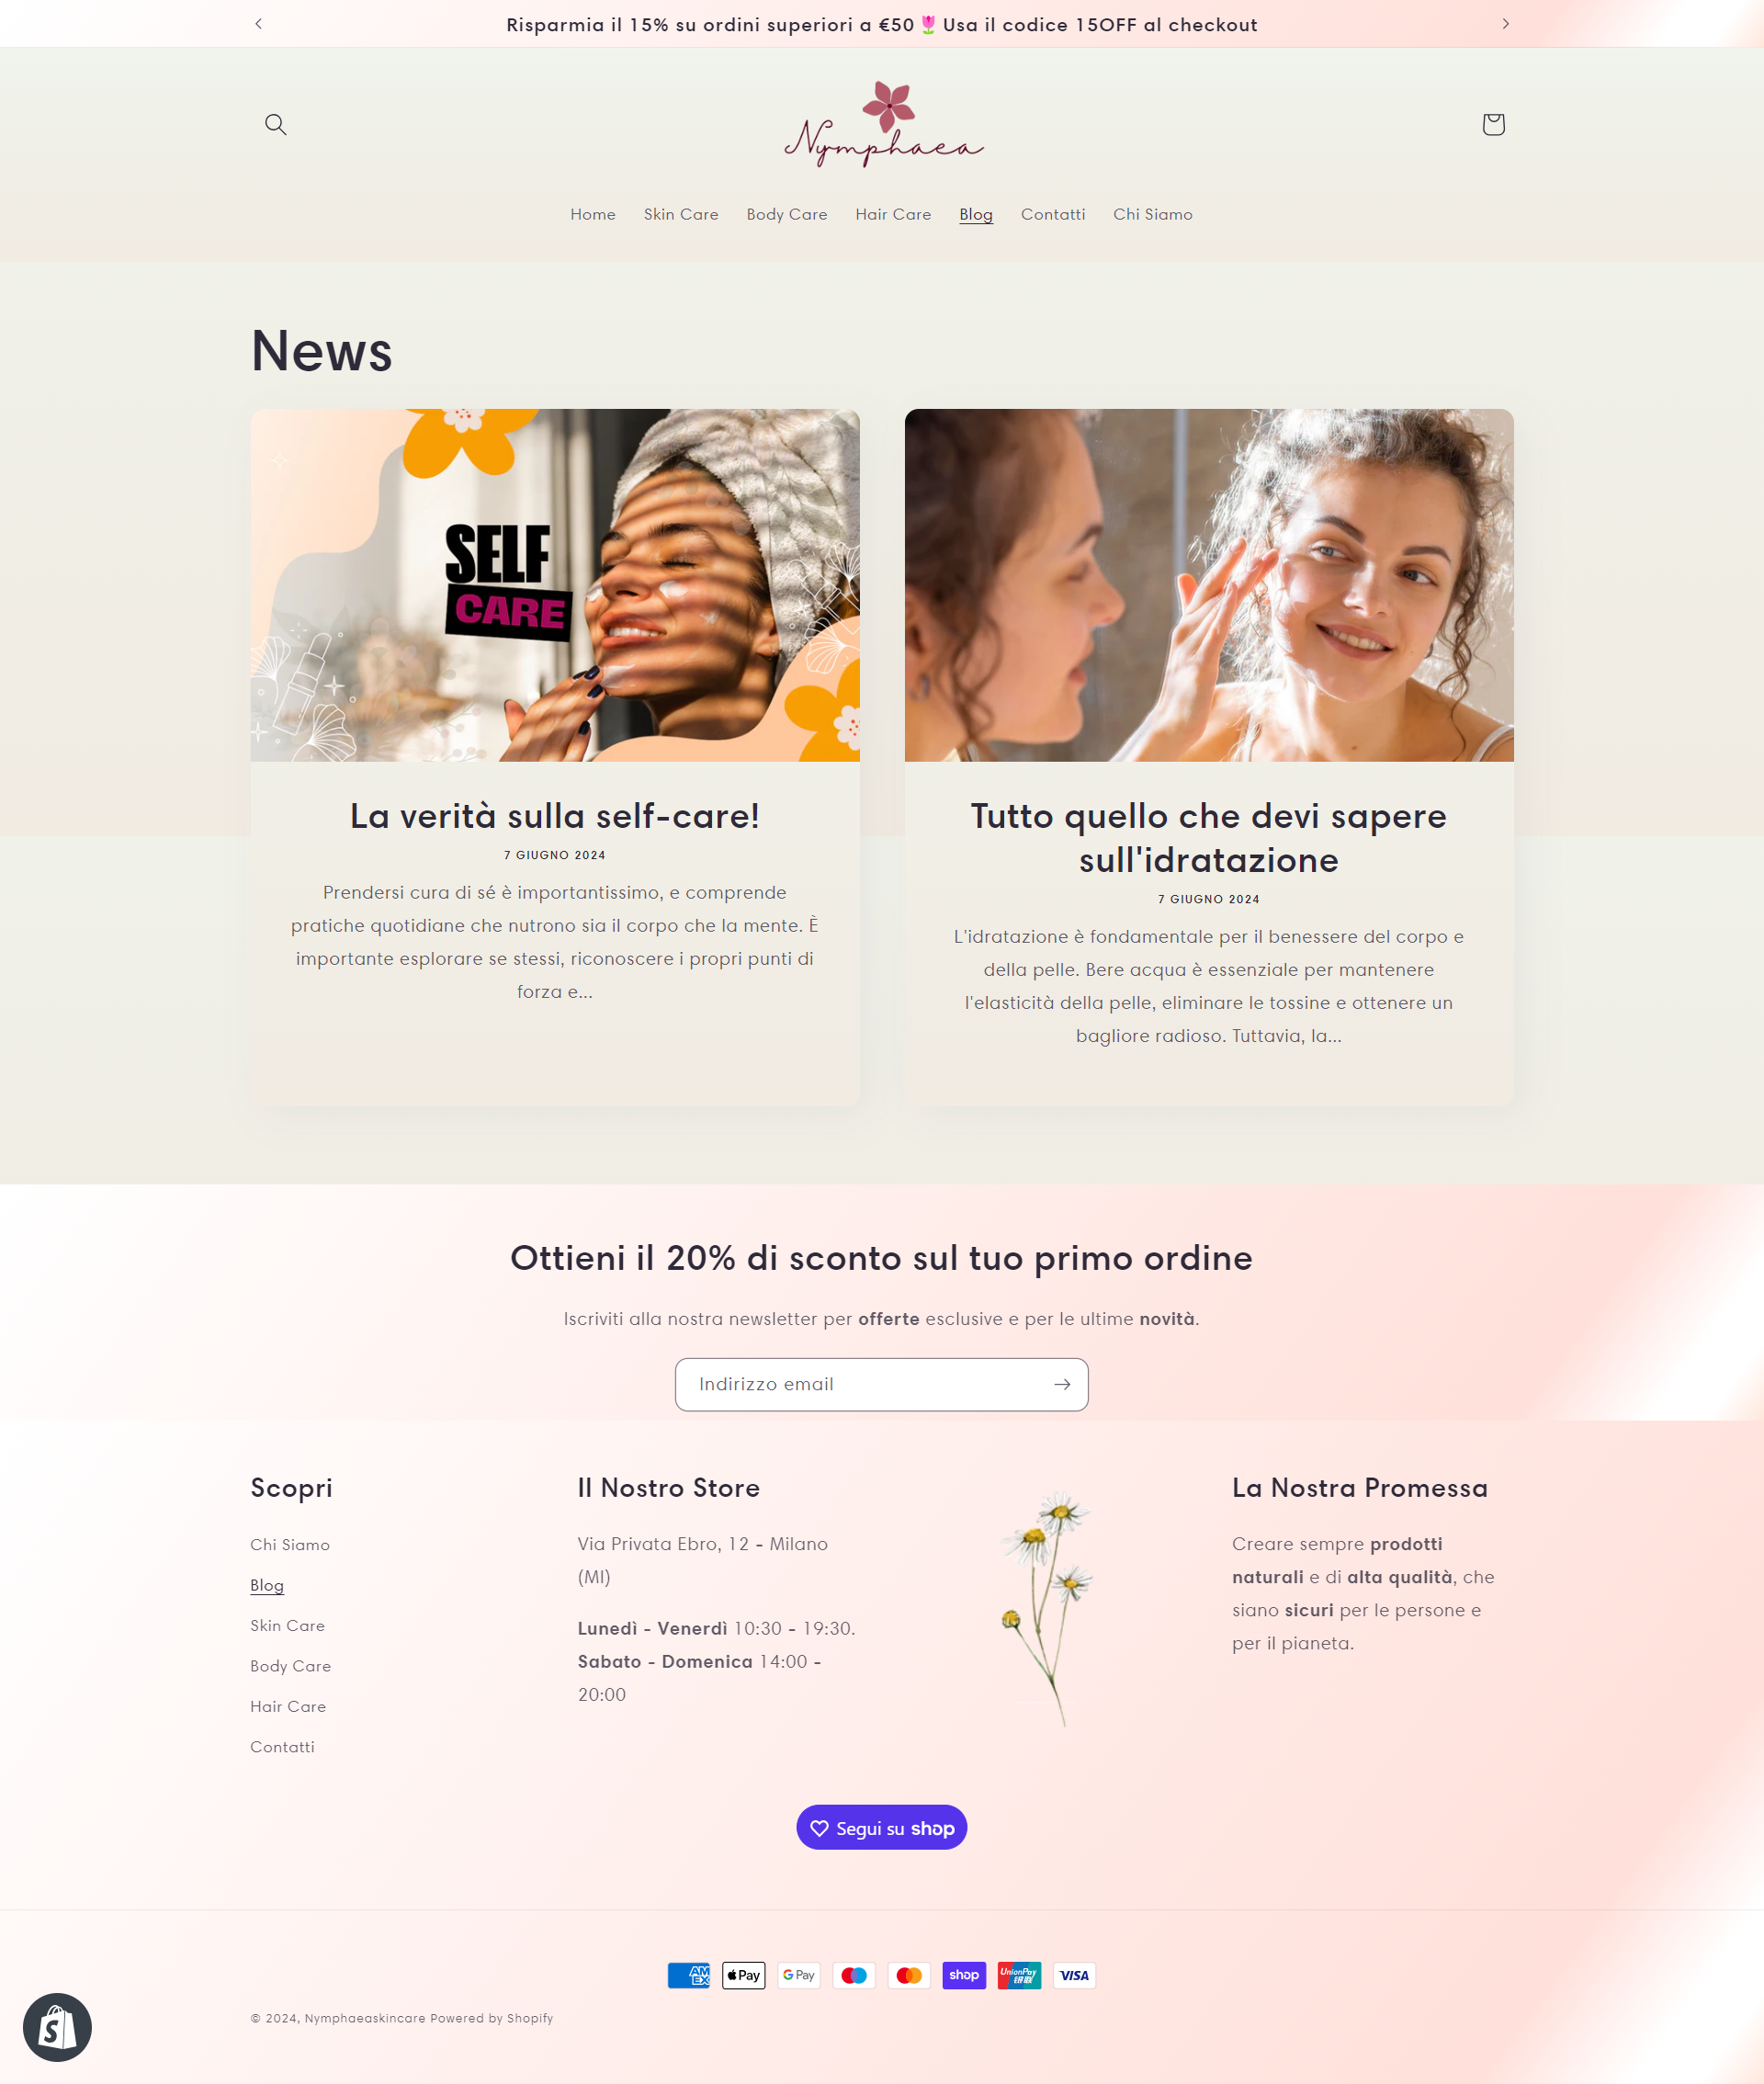 Risparmia il 15% su ordini superiori a €50🌷Usa il codice 15OFF al checkout
Nymphaea
Home Skin Care Body Care Hair Care Blog Contatti Chi Siamo
News
SELF
CARE
La verità sulla self-care!
7 GIUGNO 2024
Prendersi cura di sé è importantissimo, e comprende
pratiche quotidiane che nutrono sia il corpo che la mente. È
importante esplorare se stessi, riconoscere i propri punti di
forza e...
Tutto quello che devi sapere
sull'idratazione
7 GIUGNO 2024
L'idratazione è fondamentale per il benessere del corpo e
della pelle. Bere acqua è essenziale per mantenere
l'elasticità della pelle, eliminare le tossine e ottenere un
bagliore radioso. Tuttavia, la...
Ottieni il 20% di sconto sul tuo primo ordine
Iscriviti alla nostra newsletter per offerte esclusive e per le ultime novità.
Indirizzo email
Scopri
Chi Siamo
Blog
Skin Care
Body Care
Hair Care
Contatti
Il Nostro Store
Via Privata Ebro, 12 - Milano
(MI)
Lunedì - Venerdì 10:30 - 19:30.
Sabato - Domenica 14:00 -
20:00
La Nostra Promessa
Creare sempre prodotti
naturali e di alta qualità, che
siano sicuri per le persone e
per il pianeta.
Segui su shop
AMEX Pay G Pay shop UnionPay 银联 VISA
© 2024, Nymphaeaskincare Powered by Shopify
S